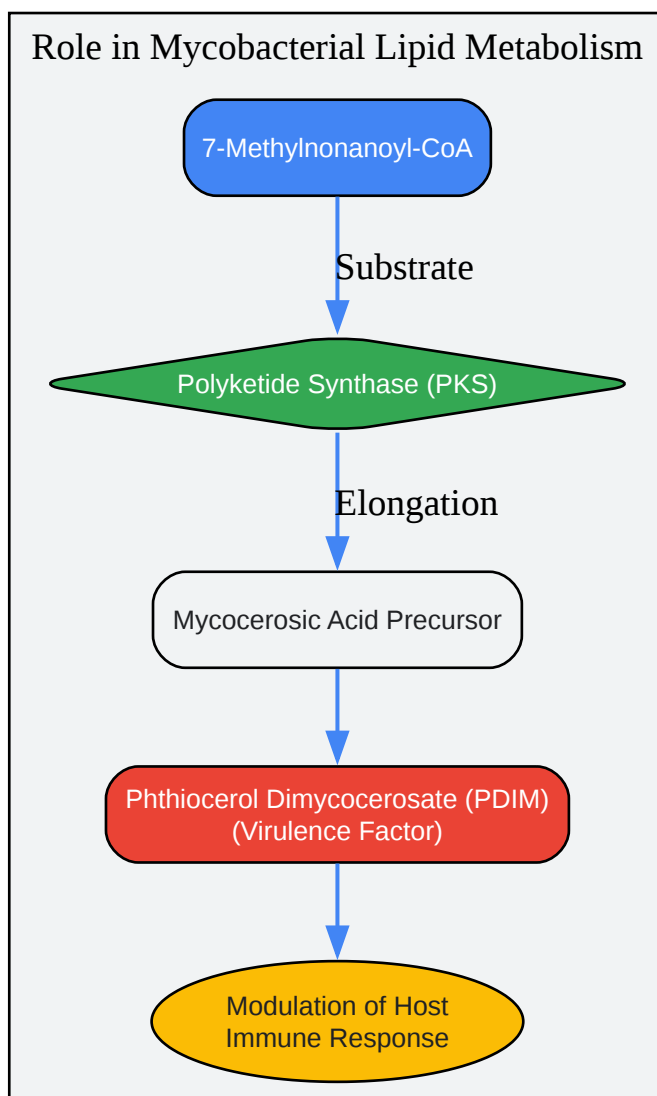 Role in Mycobacterial Lipid Metabolism
7-Methylnonanoyl-CoA
Substrate
Polyketide Synthase (PKS)
Elongation
Mycocerosic Acid Precursor
Phthiocerol Dimycocerosate (PDIM)
(Virulence Factor)
Modulation of Host
Immune Response